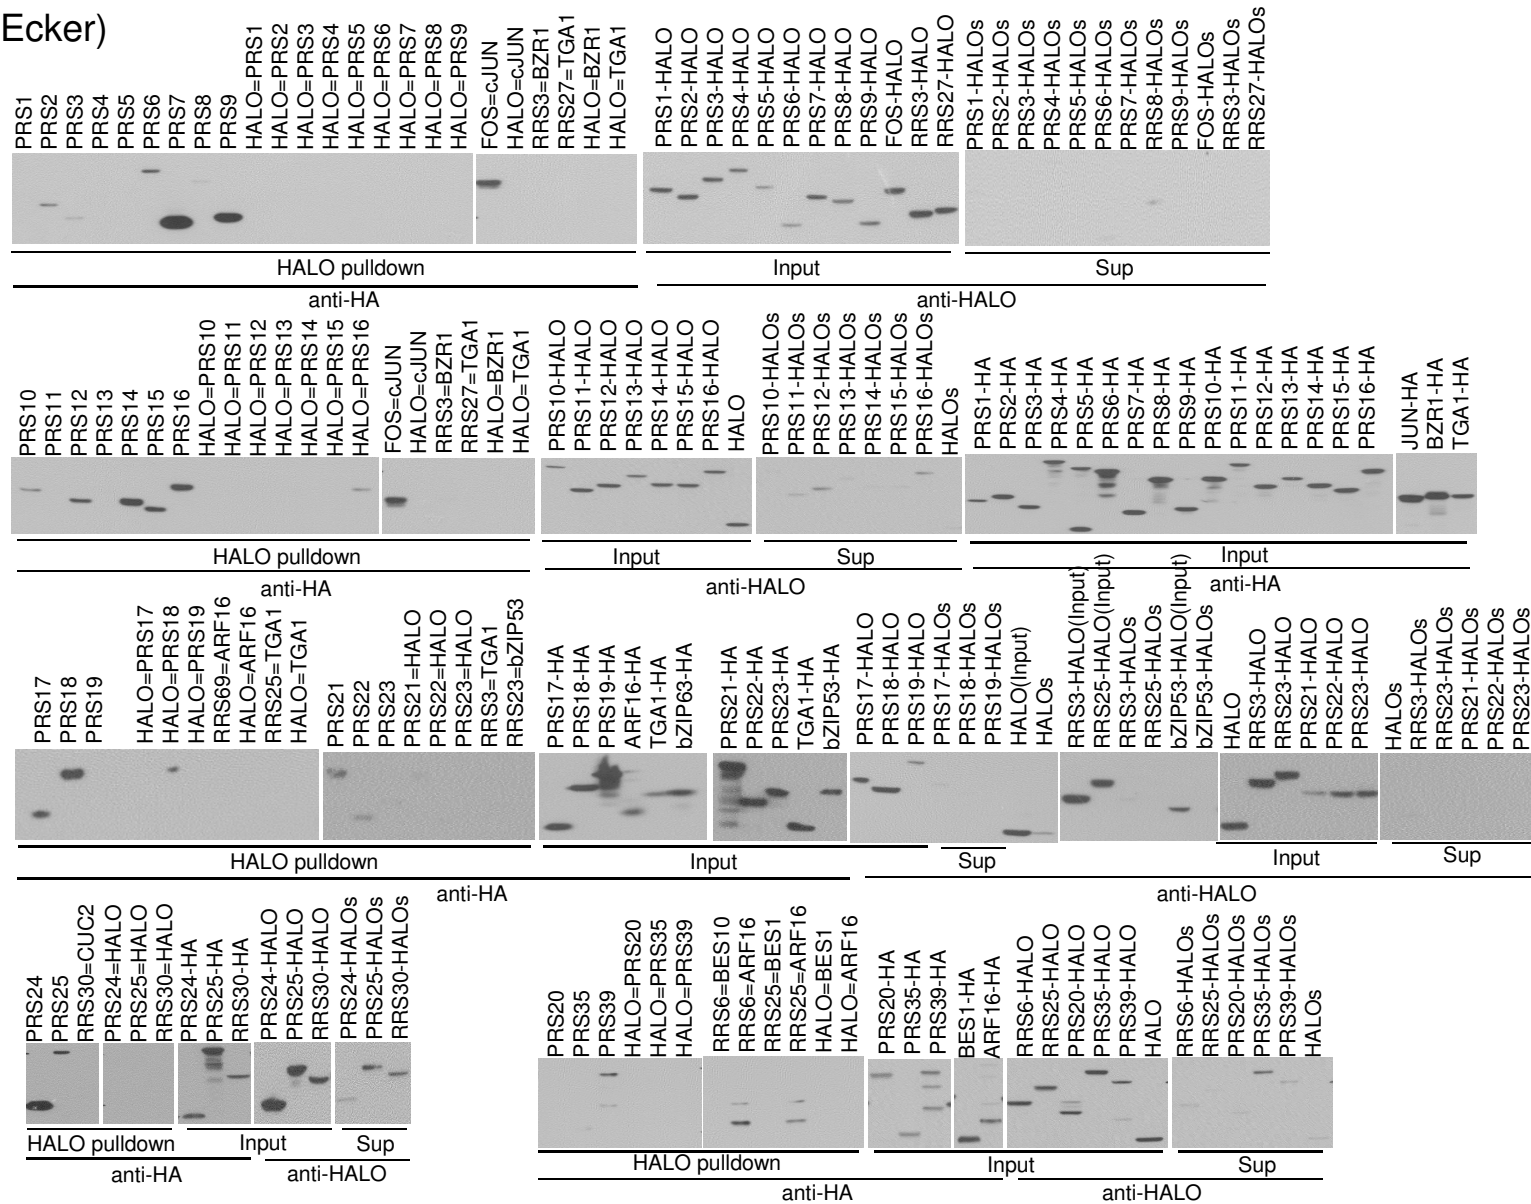 Ecker)
PRS1
PRS2
PRS3
PRS4
PRS5
PRS6
PRS7
PRS8
PRS9
HALO=PRS1
HALO=PRS2
HALO=PRS3
HALO=PRS4
HALO=PRS5
HALO=PRS6
HALO=PRS7
HALO=PRS8
HALO=PRS9
FOS=cJUN
HALO=cJUN
RRS3=BZR1
RRS27=TGA1
HALO=BZR1
HALO=TGA1
PRS1-HALO
PRS2-HALO
PRS3-HALO
PRS4-HALO
PRS5-HALO
PRS6-HALO
PRS7-HALO
PRS8-HALO
PRS9-HALO
FOS-HALO
RRS3-HALO
RRS27-HALO
PRS1-HALOs
PRS2-HALOs
PRS3-HALOs
PRS4-HALOs
PRS5-HALOs
PRS6-HALOs
PRS7-HALOs
RRS8-HALOs
PRS9-HALOs
FOS-HALOs
RRS3-HALOs
RRS27-HALOs
HALO pulldown
Input
Sup
anti-HA
anti-HALO
PRS10
PRS11
PRS12
PRS13
PRS14
PRS15
PRS16
HALO=PRS10
HALO=PRS11
HALO=PRS12
HALO=PRS13
HALO=PRS14
HALO=PRS15
HALO=PRS16
FOS=cJUN
HALO=cJUN
RRS3=BZR1
RRS27=TGA1
HALO=BZR1
HALO=TGA1
PRS10-HALO
PRS11-HALO
PRS12-HALO
PRS13-HALO
PRS14-HALO
PRS15-HALO
PRS16-HALO
HALO
PRS10-HALOs
PRS11-HALOs
PRS12-HALOs
PRS13-HALOs
PRS14-HALOs
PRS15-HALOs
PRS16-HALOs
HALOs
PRS1-HA
PRS2-HA
PRS3-HA
PRS4-HA
PRS5-HA
PRS6-HA
PRS7-HA
PRS8-HA
PRS9-HA
PRS10-HA
PRS11-HA
PRS12-HA
PRS13-HA
PRS14-HA
PRS15-HA
PRS16-HA
JUN-HA
BZR1-HA
TGA1-HA
HALO pulldown
Input
Sup
Input
anti-HA
anti-HALO
anti-HA
PRS17
PRS18
PRS19
HALO=PRS17
HALO=PRS18
HALO=PRS19
RRS69=ARF16
HALO=ARF16
RRS25=TGA1
HALO=TGA1
PRS21
PRS22
PRS23
PRS21=HALO
PRS22=HALO
PRS23=HALO
RRS3=TGA1
RRS23=bZIP53
PRS17-HA
PRS18-HA
PRS19-HA
ARF16-HA
TGA1-HA
bZIP63-HA
PRS21-HA
PRS22-HA
PRS23-HA
TGA1-HA
bZIP53-HA
PRS17-HALO
PRS18-HALO
PRS19-HALO
PRS17-HALOs
PRS18-HALOs
PRS19-HALOs
HALO(Input)
HALOs
RRS3-HALO(Input)
RRS25-HALO(Input)
RRS3-HALOs
RRS25-HALOs
bZIP53-HALO(Input)
bZIP53-HALOs
HALO
RRS3-HALO
RRS23-HALO
PRS21-HALO
PRS22-HALO
PRS23-HALO
HALOs
RRS3-HALOs
RRS23-HALOs
PRS21-HALOs
PRS22-HALOs
PRS23-HALOs
HALO pulldown
Input
Sup
Input
Sup
anti-HA
anti-HALO
PRS24
PRS25
RRS30=CUC2
PRS24=HALO
PRS25=HALO
RRS30=HALO
PRS24-HA
PRS25-HA
RRS30-HA
PRS24-HALO
PRS25-HALO
RRS30-HALO
PRS24-HALOs
PRS25-HALOs
RRS30-HALOs
HALO pulldown
Input
Sup
anti-HA
anti-HALO
PRS20
PRS35
PRS39
HALO=PRS20
HALO=PRS35
HALO=PRS39
RRS6=BES10
RRS6=ARF16
RRS25=BES1
RRS25=ARF16
HALO=BES1
HALO=ARF16
PRS20-HA
PRS35-HA
PRS39-HA
BES1-HA
ARF16-HA
RRS6-HALO
RRS25-HALO
PRS20-HALO
PRS35-HALO
PRS39-HALO
HALO
RRS6-HALOs
RRS25-HALOs
PRS20-HALOs
PRS35-HALOs
PRS39-HALOs
HALOs
HALO pulldown
Input
Sup
anti-HA
anti-HALO